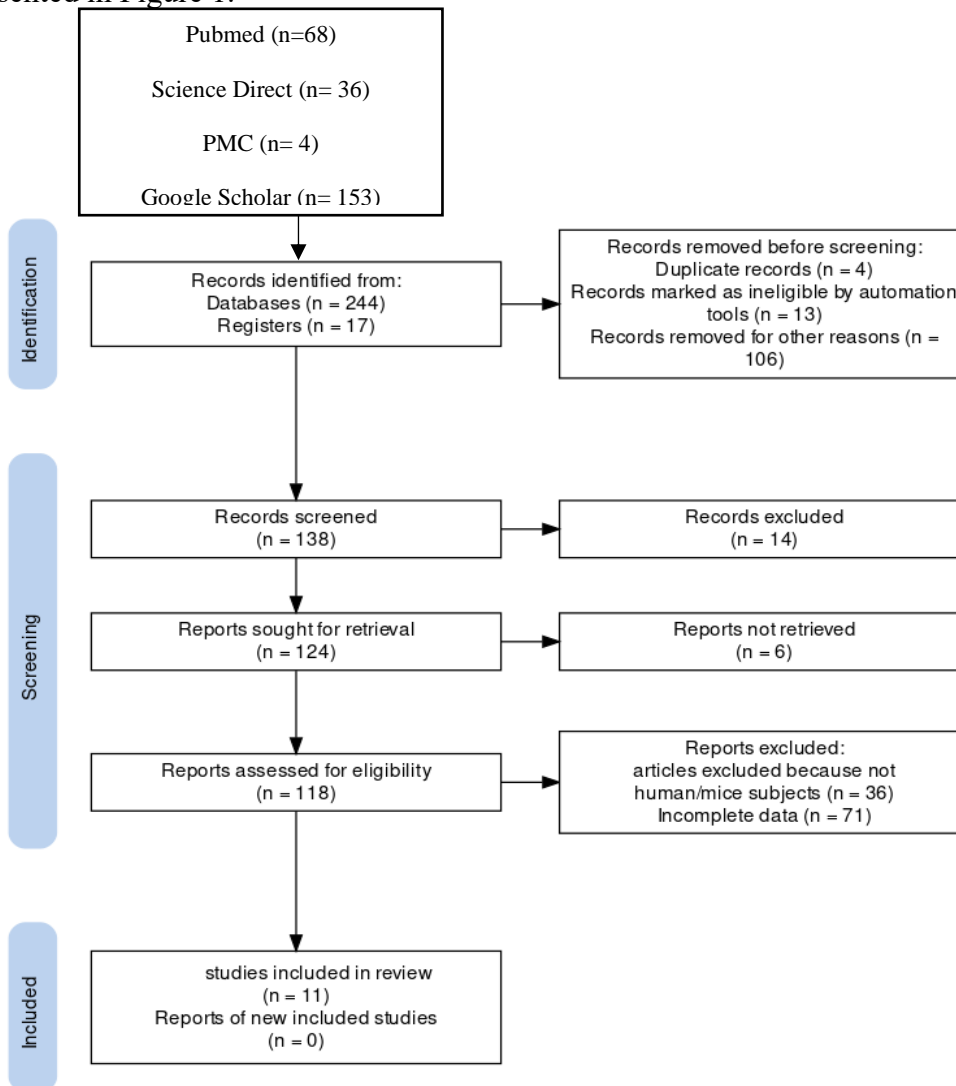 Pubmed (n=68)
Science Direct (n= 36)
PMC (n= 4)
Google Scholar (n= 153)
Identification
Records identified from:
Databases (n = 244)
Registers (n = 17)
Records removed before screening:
Duplicate records (n = 4)
Records marked as ineligible by automation
tools (n = 13)
Records removed for other reasons (n =
106)
Screening
Records screened
(n = 138)
Records excluded
(n = 14)
Reports sought for retrieval
(n = 124)
Reports not retrieved
(n = 6)
Reports assessed for eligibility
(n = 118)
Reports excluded:
articles excluded because not
human/mice subjects (n = 36)
Incomplete data (n = 71)
Included
studies included in review
(n = 11)
Reports of new included studies
(n = 0)